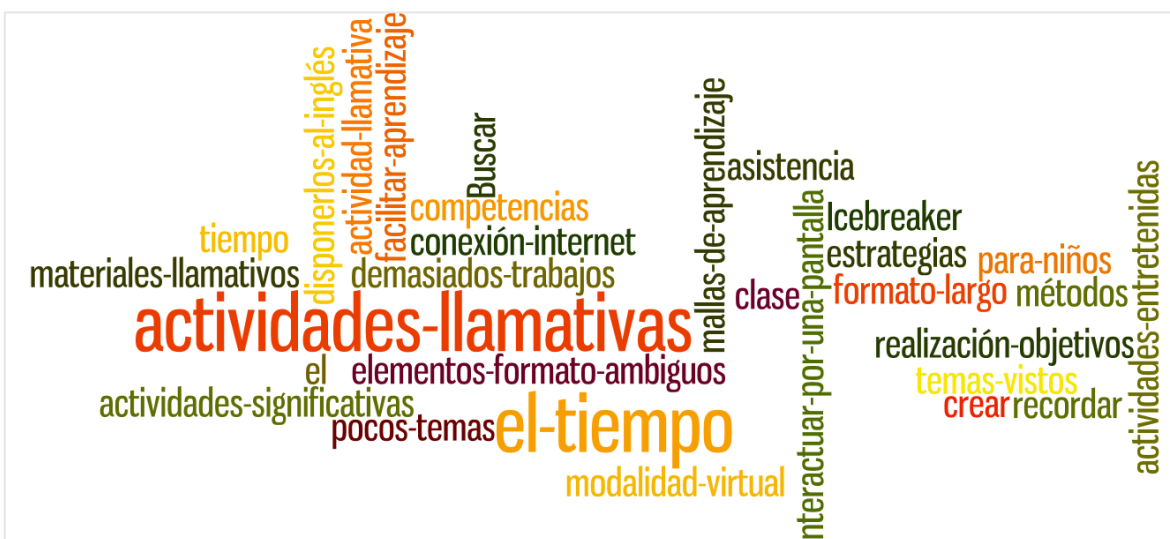 disponerlos-al-inglés
actividad-llamativa
facilitar-aprendizaje
Buscar
mallas-de-aprendizaje
asistencia
competencias
tiempo
conexión-internet
Icebreaker
estrategias
para-niños
materiales-llamativos
demasiados-trabajos
clase
formato-largo
métodos
actividades-llamativas
nteractuar-por-una-pantalla
realización-objetivos
actividades-entretenidas
el
elementos-formato-ambiguos
temas-vistos
actividades-significativas
crear
recordar
pocos-temas
el-tiempo
modalidad-virtual